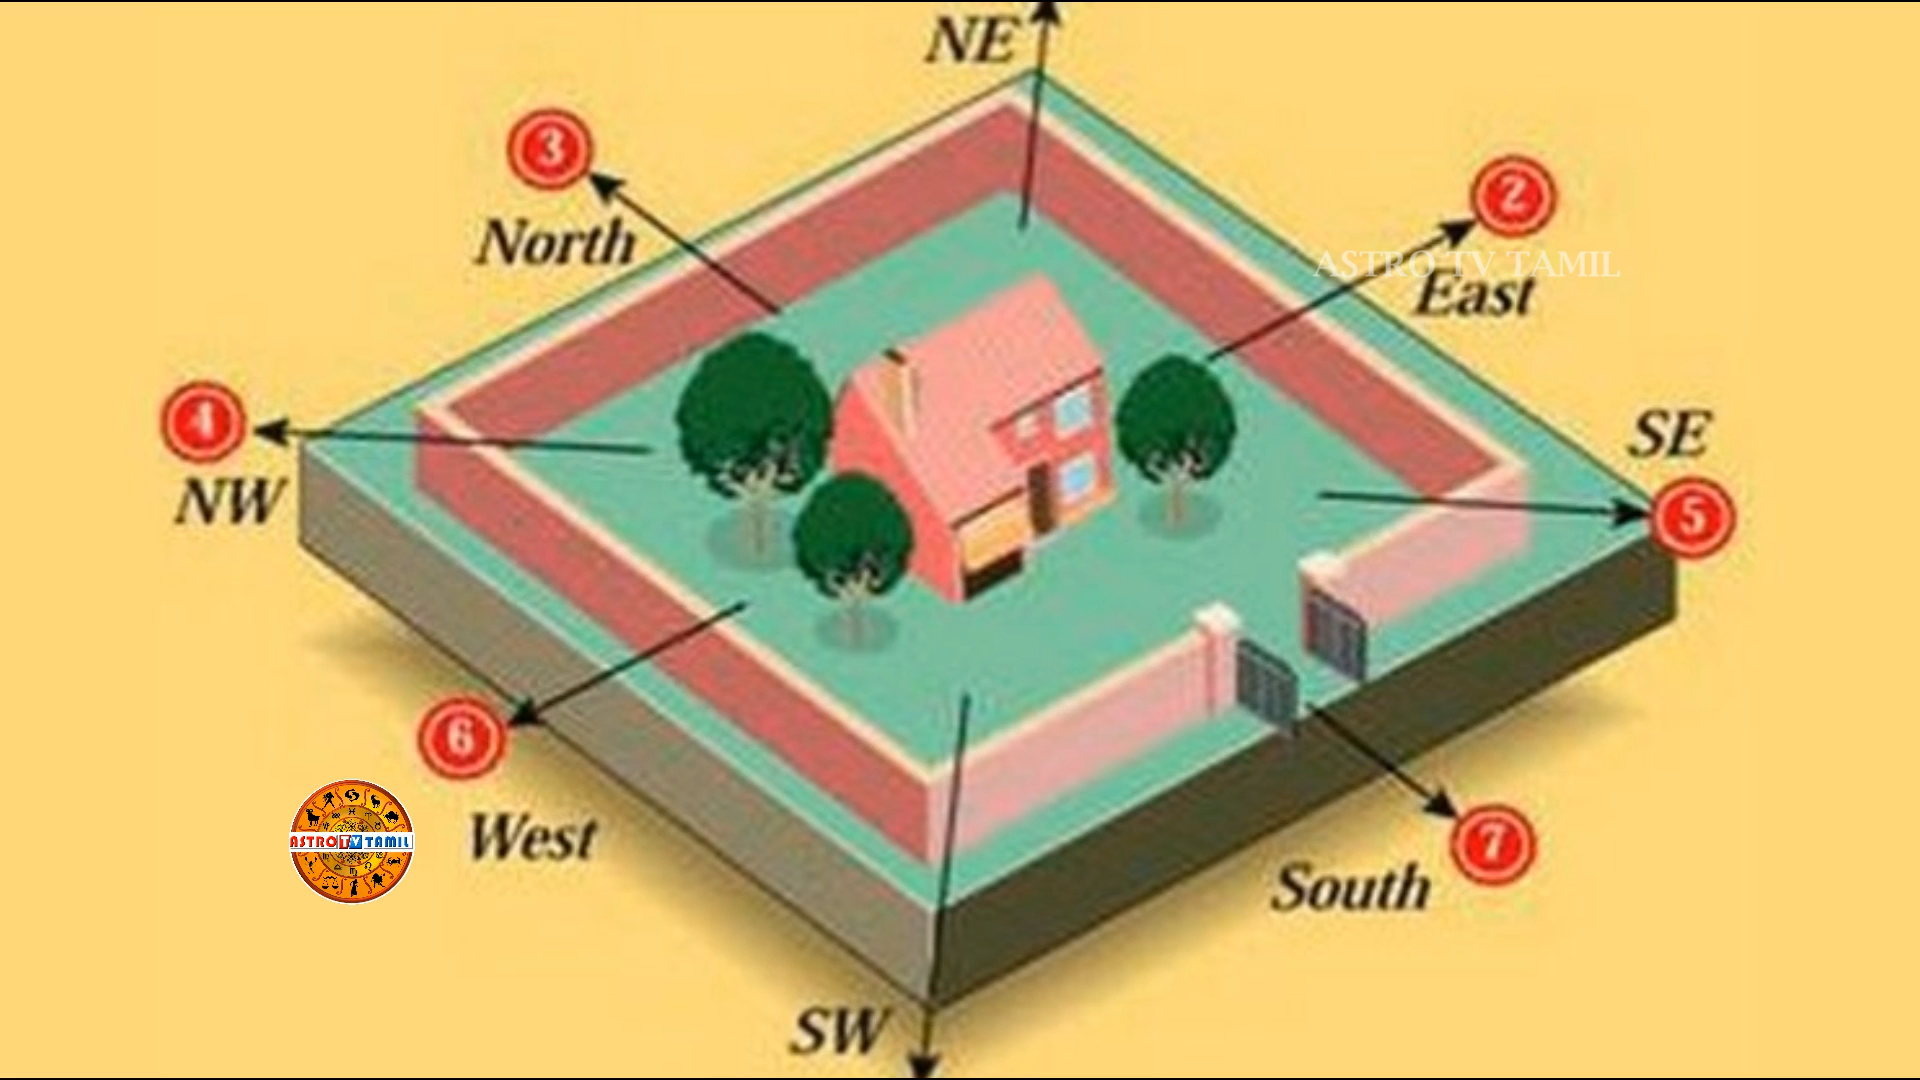 NE
3
2
North
ASTRO TV TAMIL
East
4
SE
NW
5
6
ASTRO TV TAMIL
West
7
South
SW